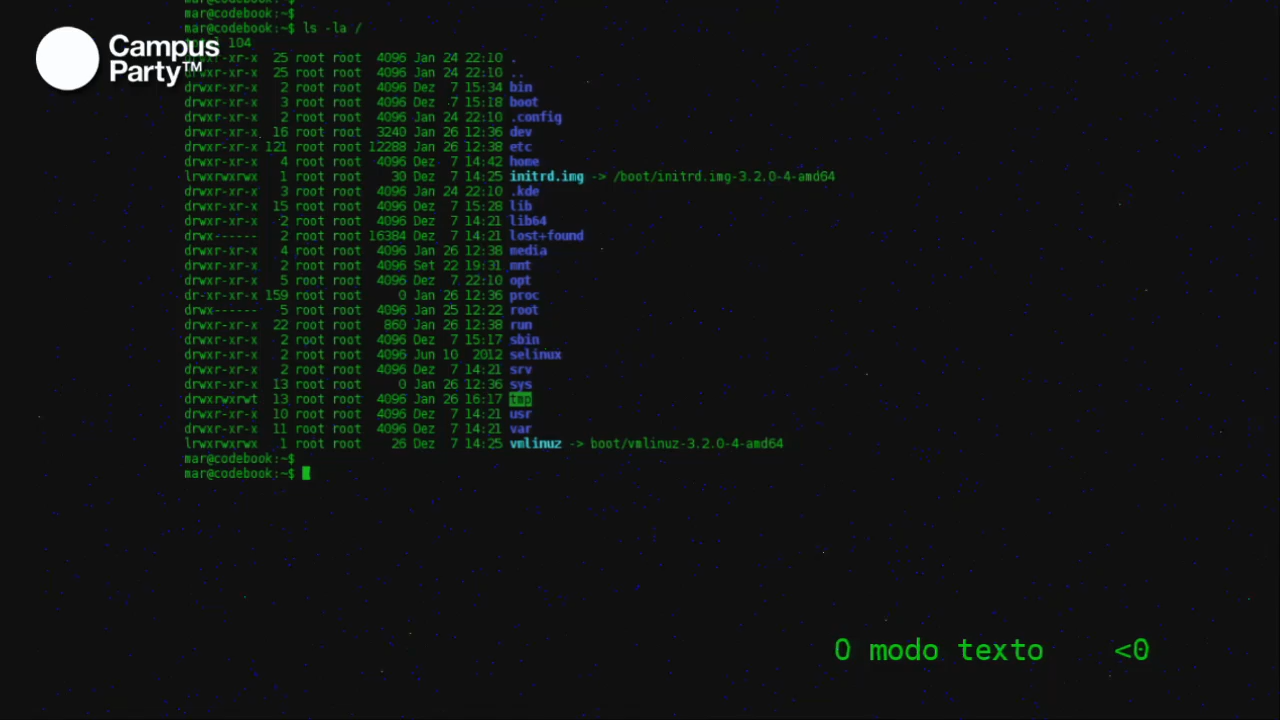 mar@codebook:~$
mar@codebook:~$ ls -la /
104
Campus
Party™
drwxr-xr-x 25 root root 4096 Jan 24 22:10 .
drwxr-xr-x 25 root root 4096 Jan 24 22:10 ..
drwxr-xr-x 2 root root 4096 Dez 7 15:34 bin
drwxr-xr-x 3 root root 4096 Dez 7 15:18 boot
drwxr-xr-x 2 root root 4096 Jan 24 22:10 .config
drwxr-xr-x 16 root root 3240 Jan 26 12:36 dev
drwxr-xr-x 121 root root 12288 Jan 26 12:38 etc
drwxr-xr-x 4 root root 4096 Dez 7 14:42 home
lrwxrwxrwx 1 root root 30 Dez 7 14:25 initrd.img -> /boot/initrd.img-3.2.0-4-amd64
drwxr-xr-x 3 root root 4096 Jan 24 22:10 .kde
drwxr-xr-x 15 root root 4096 Dez 7 15:28 lib
drwxr-xr-x 2 root root 4096 Dez 7 14:21 lib64
drwx------ 2 root root 16384 Dez 7 14:21 lost+found
drwxr-xr-x 4 root root 4096 Jan 26 12:38 media
drwxr-xr-x 2 root root 4096 Set 22 19:31 mnt
drwxr-xr-x 5 root root 4096 Dez 7 22:10 opt
dr-xr-xr-x 159 root root 0 Jan 26 12:36 proc
drwx------ 5 root root 4096 Jan 25 12:22 root
drwxr-xr-x 22 root root 860 Jan 26 12:38 run
drwxr-xr-x 2 root root 4096 Dez 7 15:17 sbin
drwxr-xr-x 2 root root 4096 Jun 10 2012 selinux
drwxr-xr-x 2 root root 4096 Dez 7 14:21 srv
drwxr-xr-x 13 root root 0 Jan 26 12:36 sys
drwxrwxrwt 13 root root 4096 Jan 26 16:17 tmp
drwxr-xr-x 10 root root 4096 Dez 7 14:21 usr
drwxr-xr-x 11 root root 4096 Dez 7 14:21 var
lrwxrwxrwx 1 root root 26 Dez 7 14:25 vmlinuz -> boot/vmlinuz-3.2.0-4-amd64
mar@codebook:~$
mar@codebook:~$
O modo texto <0